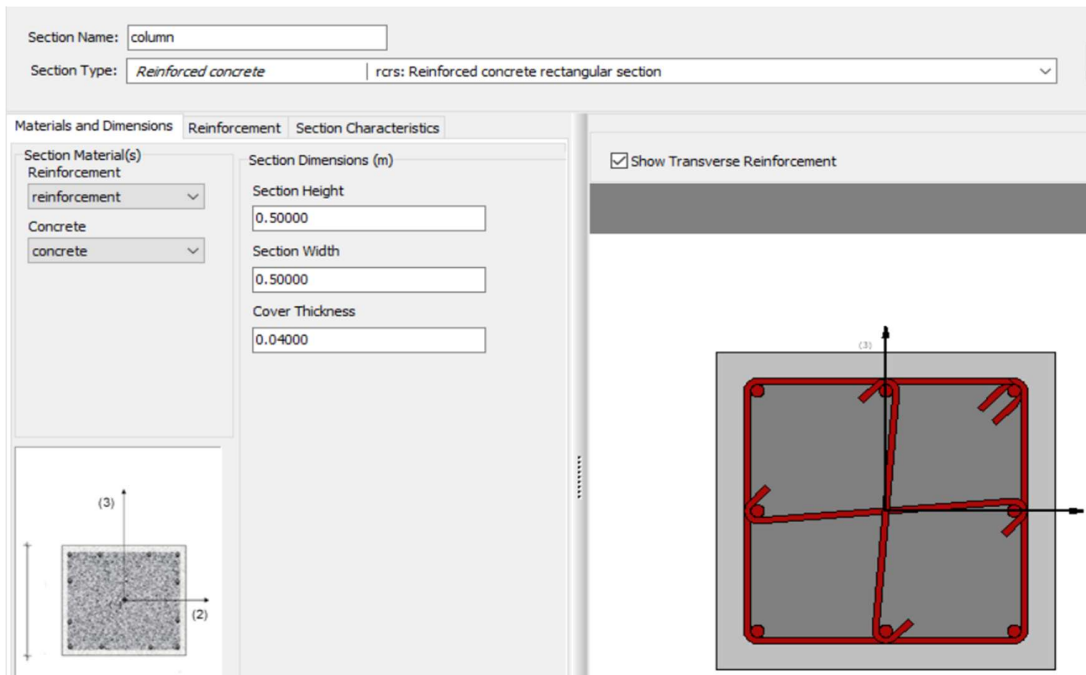 Section Name: column
Section Type: Reinforced concrete rcrs: Reinforced concrete rectangular section
Materials and Dimensions Reinforcement Section Characteristics
Section Material(s)
Reinforcement
reinforcement
Concrete
concrete
Section Dimensions (m)
Section Height
0.50000
Section Width
0.50000
Cover Thickness
0.04000
(3)
(2)
Show Transverse Reinforcement
(3)